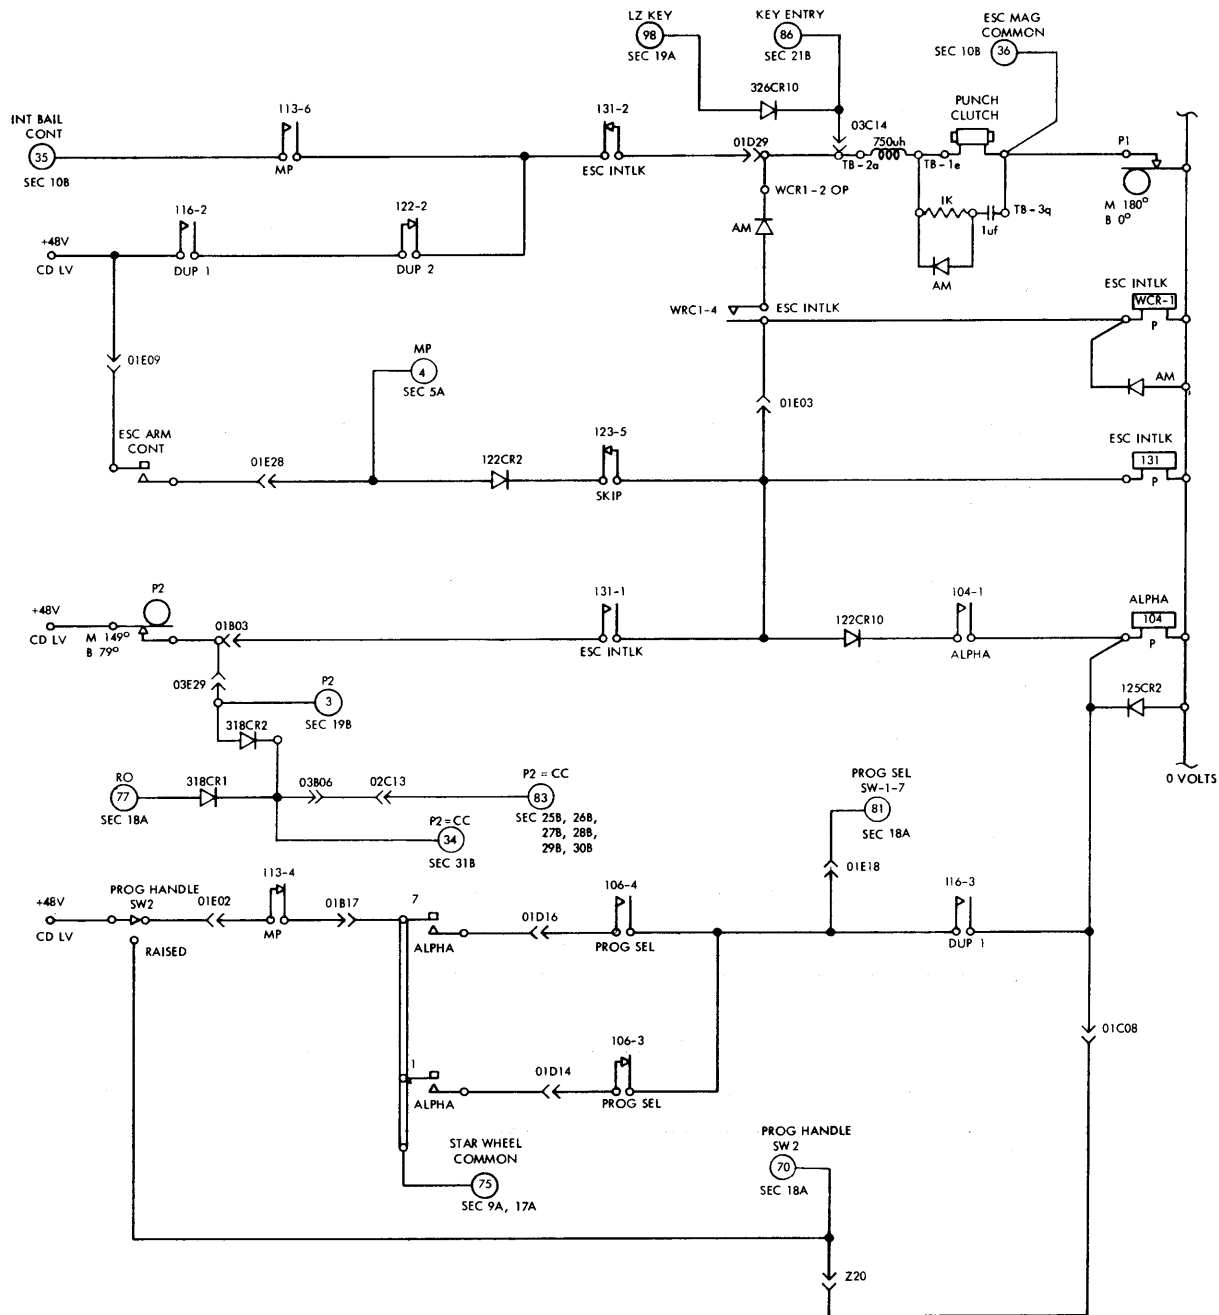 LZ KEY
98
SEC 19A
KEY ENTRY
86
SEC 21B
ESC MAG
COMMON
36
SEC 10B
326CR10
PUNCH
CLUTCH
INT BAIL
CONT
35
SEC 10B
113-6
MP
131-2
ESC INTLK
01D29
03C14
750uh
TB-2a
TB-1e
P1
M 180°
B 0°
WCR1-2 OP
1K
1uf
TB-3q
AM
AM
116-2
DUP 1
122-2
DUP 2
+48V
CD LV
WRC1-4
ESC INTLK
ESC INTLK
WCR-1
P
AM
01E09
MP
4
SEC 5A
01E03
ESC ARM
CONT
01E28
122CR2
123-5
SKIP
ESC INTLK
131
P
+48V
CD LV
P2
M 149°
B 79°
01B03
131-1
ESC INTLK
122CR10
104-1
ALPHA
ALPHA
104
P
03E29
P2
3
SEC 19B
125CR2
318CR2
0 VOLTS
RO
77
SEC 18A
318CR1
03B06
02C13
P2 = CC
83
SEC 25B, 26B,
27B, 28B,
29B, 30B
P2=CC
34
SEC 31B
PROG SEL
SW-1-7
81
SEC 18A
01E18
+48V
CD LV
PROG HANDLE
SW2
RAISED
01E02
113-4
MP
01B17
7
ALPHA
01D16
106-4
PROG SEL
116-3
DUP 1
01C08
1
ALPHA
01D14
106-3
PROG SEL
STAR WHEEL
COMMON
75
SEC 9A, 17A
PROG HANDLE
SW 2
70
SEC 18A
Z20